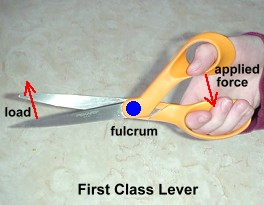 applied
force
load
fulcrum
First Class Lever